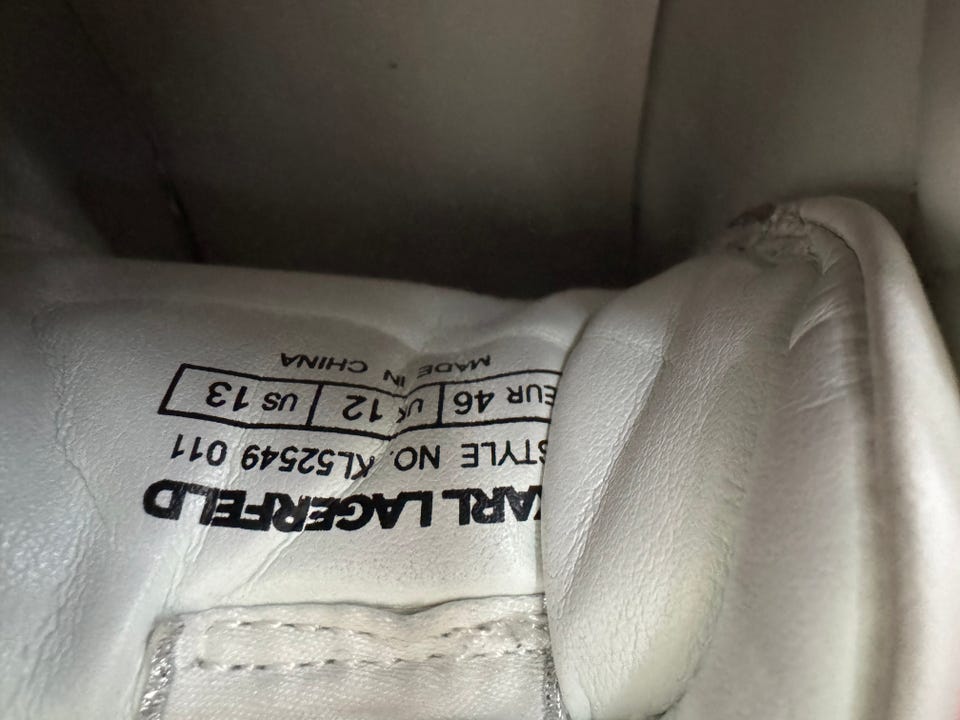 KARL LAGERFELD
STYLE NO. KL52549 011
EUR 46 UK 12 US 13
MADE IN CHINA